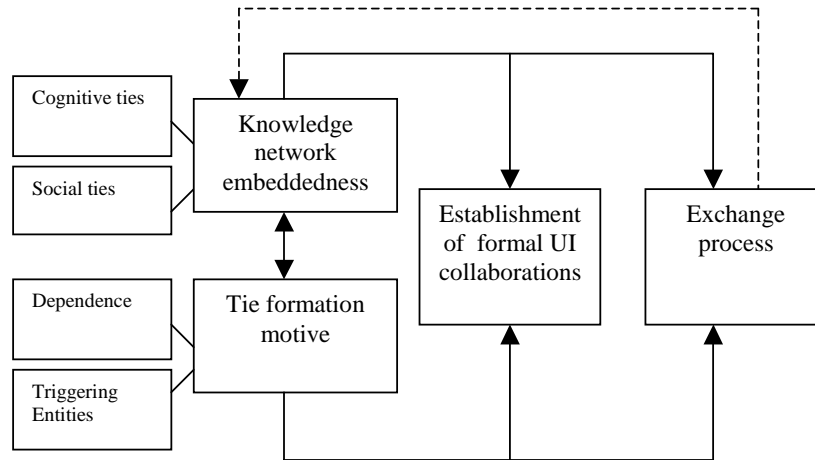 Cognitive ties
Social ties
Knowledge
network
embeddedness
Establishment
of formal UI
collaborations
Exchange
process
Dependence
Triggering
Entities
Tie formation
motive